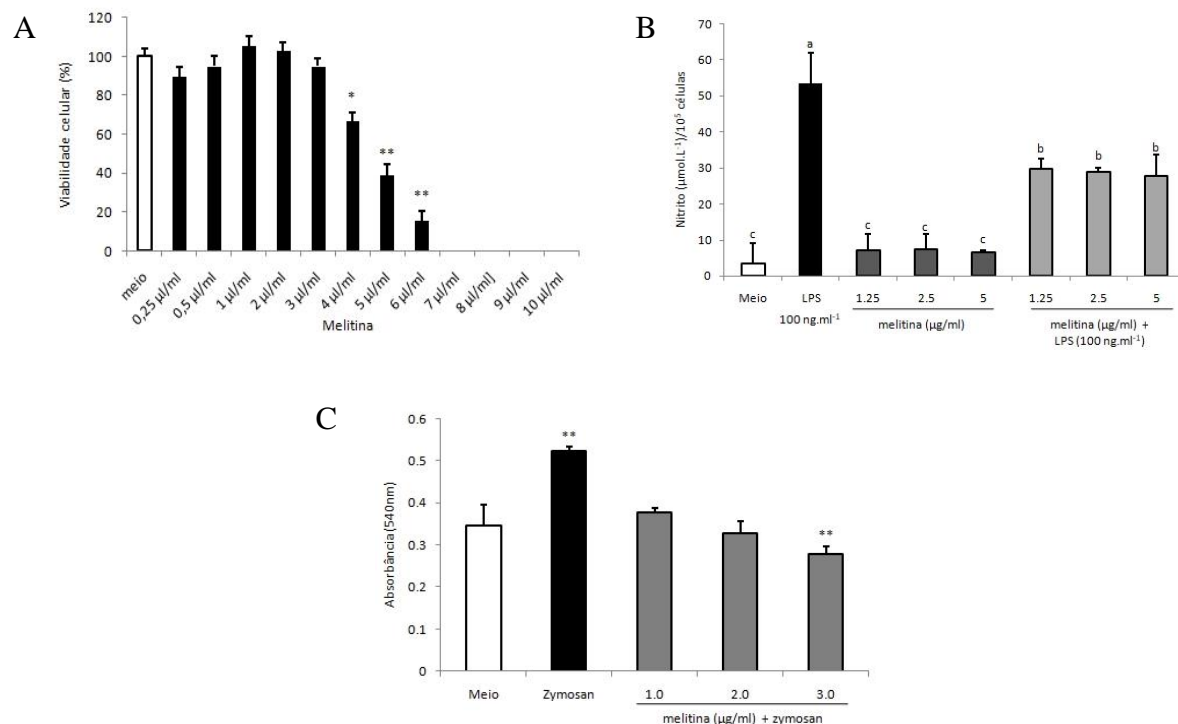 A
120
100
80
60
40
20
0
Viabilidade celular (%)
*
**
**
meio
0,25 µl/ml
0,5 µl/ml
1 µl/ml
2 µl/ml
3 µl/ml
4 µl/ml
5 µl/ml
6 µl/ml
7 µl/ml
8 µl/ml]
9 µl/ml
10 µl/ml
Melitina
B
70
60
50
40
30
20
10
0
Nitrito (µmol.L⁻¹)/10⁵ células
c
a
c
c
c
b
b
b
Meio LPS 1.25 2.5 5 1.25 2.5 5
100 ng.ml⁻¹ melitina (µg/ml) melitina (µg/ml) +
LPS (100 ng.ml⁻¹)
C
0.6
0.5
0.4
0.3
0.2
0.1
0
Absorbância(540nm)
**
**
Meio Zymosan 1.0 2.0 3.0
melitina (µg/ml) + zymosan